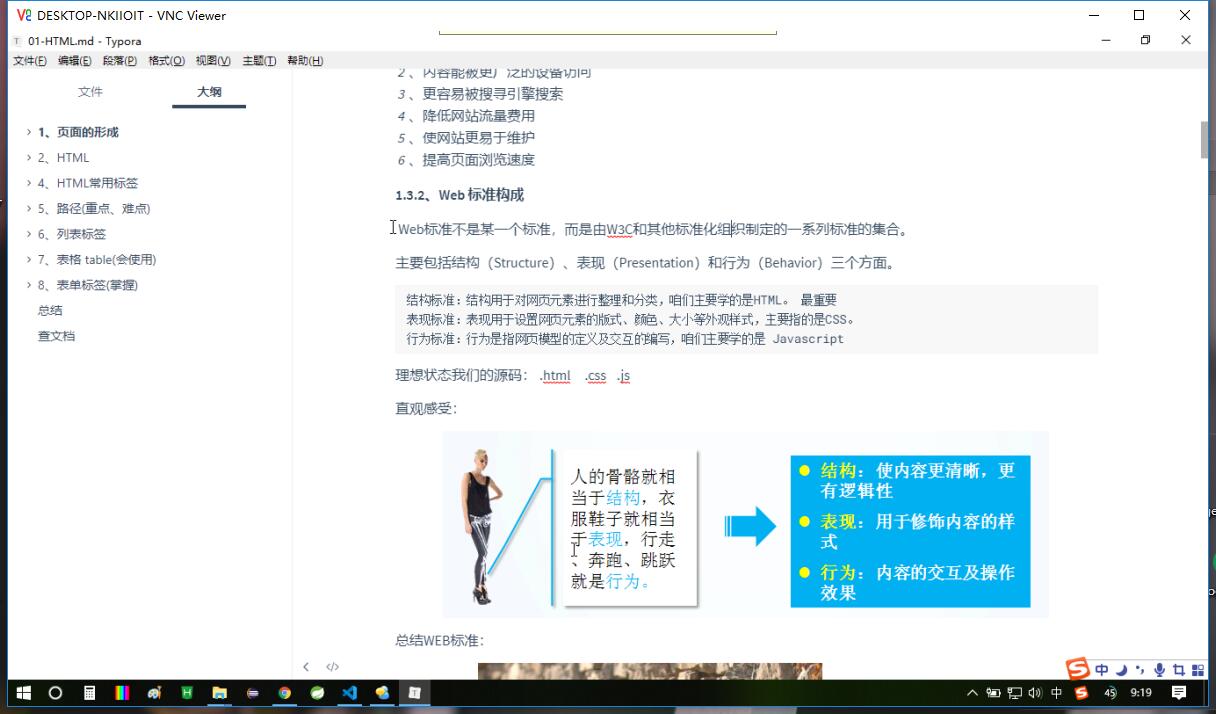 DESKTOP-NKIIOIT - VNC Viewer
01-HTML.md - Typora
文件(F) 编辑(E) 段落(P) 格式(O) 视图(V) 主题(T) 帮助(H)
文件 大纲
1、页面的形成
2、HTML
4、HTML常用标签
5、路径(重点、难点)
6、列表标签
7、表格 table(会使用)
8、表单标签(掌握)
总结
查文档
2、内容能被更广泛的设备访问
3、更容易被搜寻引擎搜索
4、降低网站流量费用
5、使网站更易于维护
6、提高页面浏览速度
1.3.2、Web 标准构成
Web标准不是某一个标准，而是由W3C和其他标准化组织制定的一系列标准的集合。
主要包括结构（Structure）、表现（Presentation）和行为（Behavior）三个方面。
结构标准：结构用于对网页元素进行整理和分类，咱们主要学的是HTML。 最重要
表现标准：表现用于设置网页元素的版式、颜色、大小等外观样式，主要指的是CSS。
行为标准：行为是指网页模型的定义及交互的编写，咱们主要学的是 Javascript
理想状态我们的源码： .html .css .js
直观感受：
人的骨骼就相
当于结构，衣
服鞋子就相当
于表现，行走
、奔跑、跳跃
就是行为。
结构：使内容更清晰，更
有逻辑性
表现：用于修饰内容的样
式
行为：内容的交互及操作
效果
总结WEB标准：
中
中 45 9:19